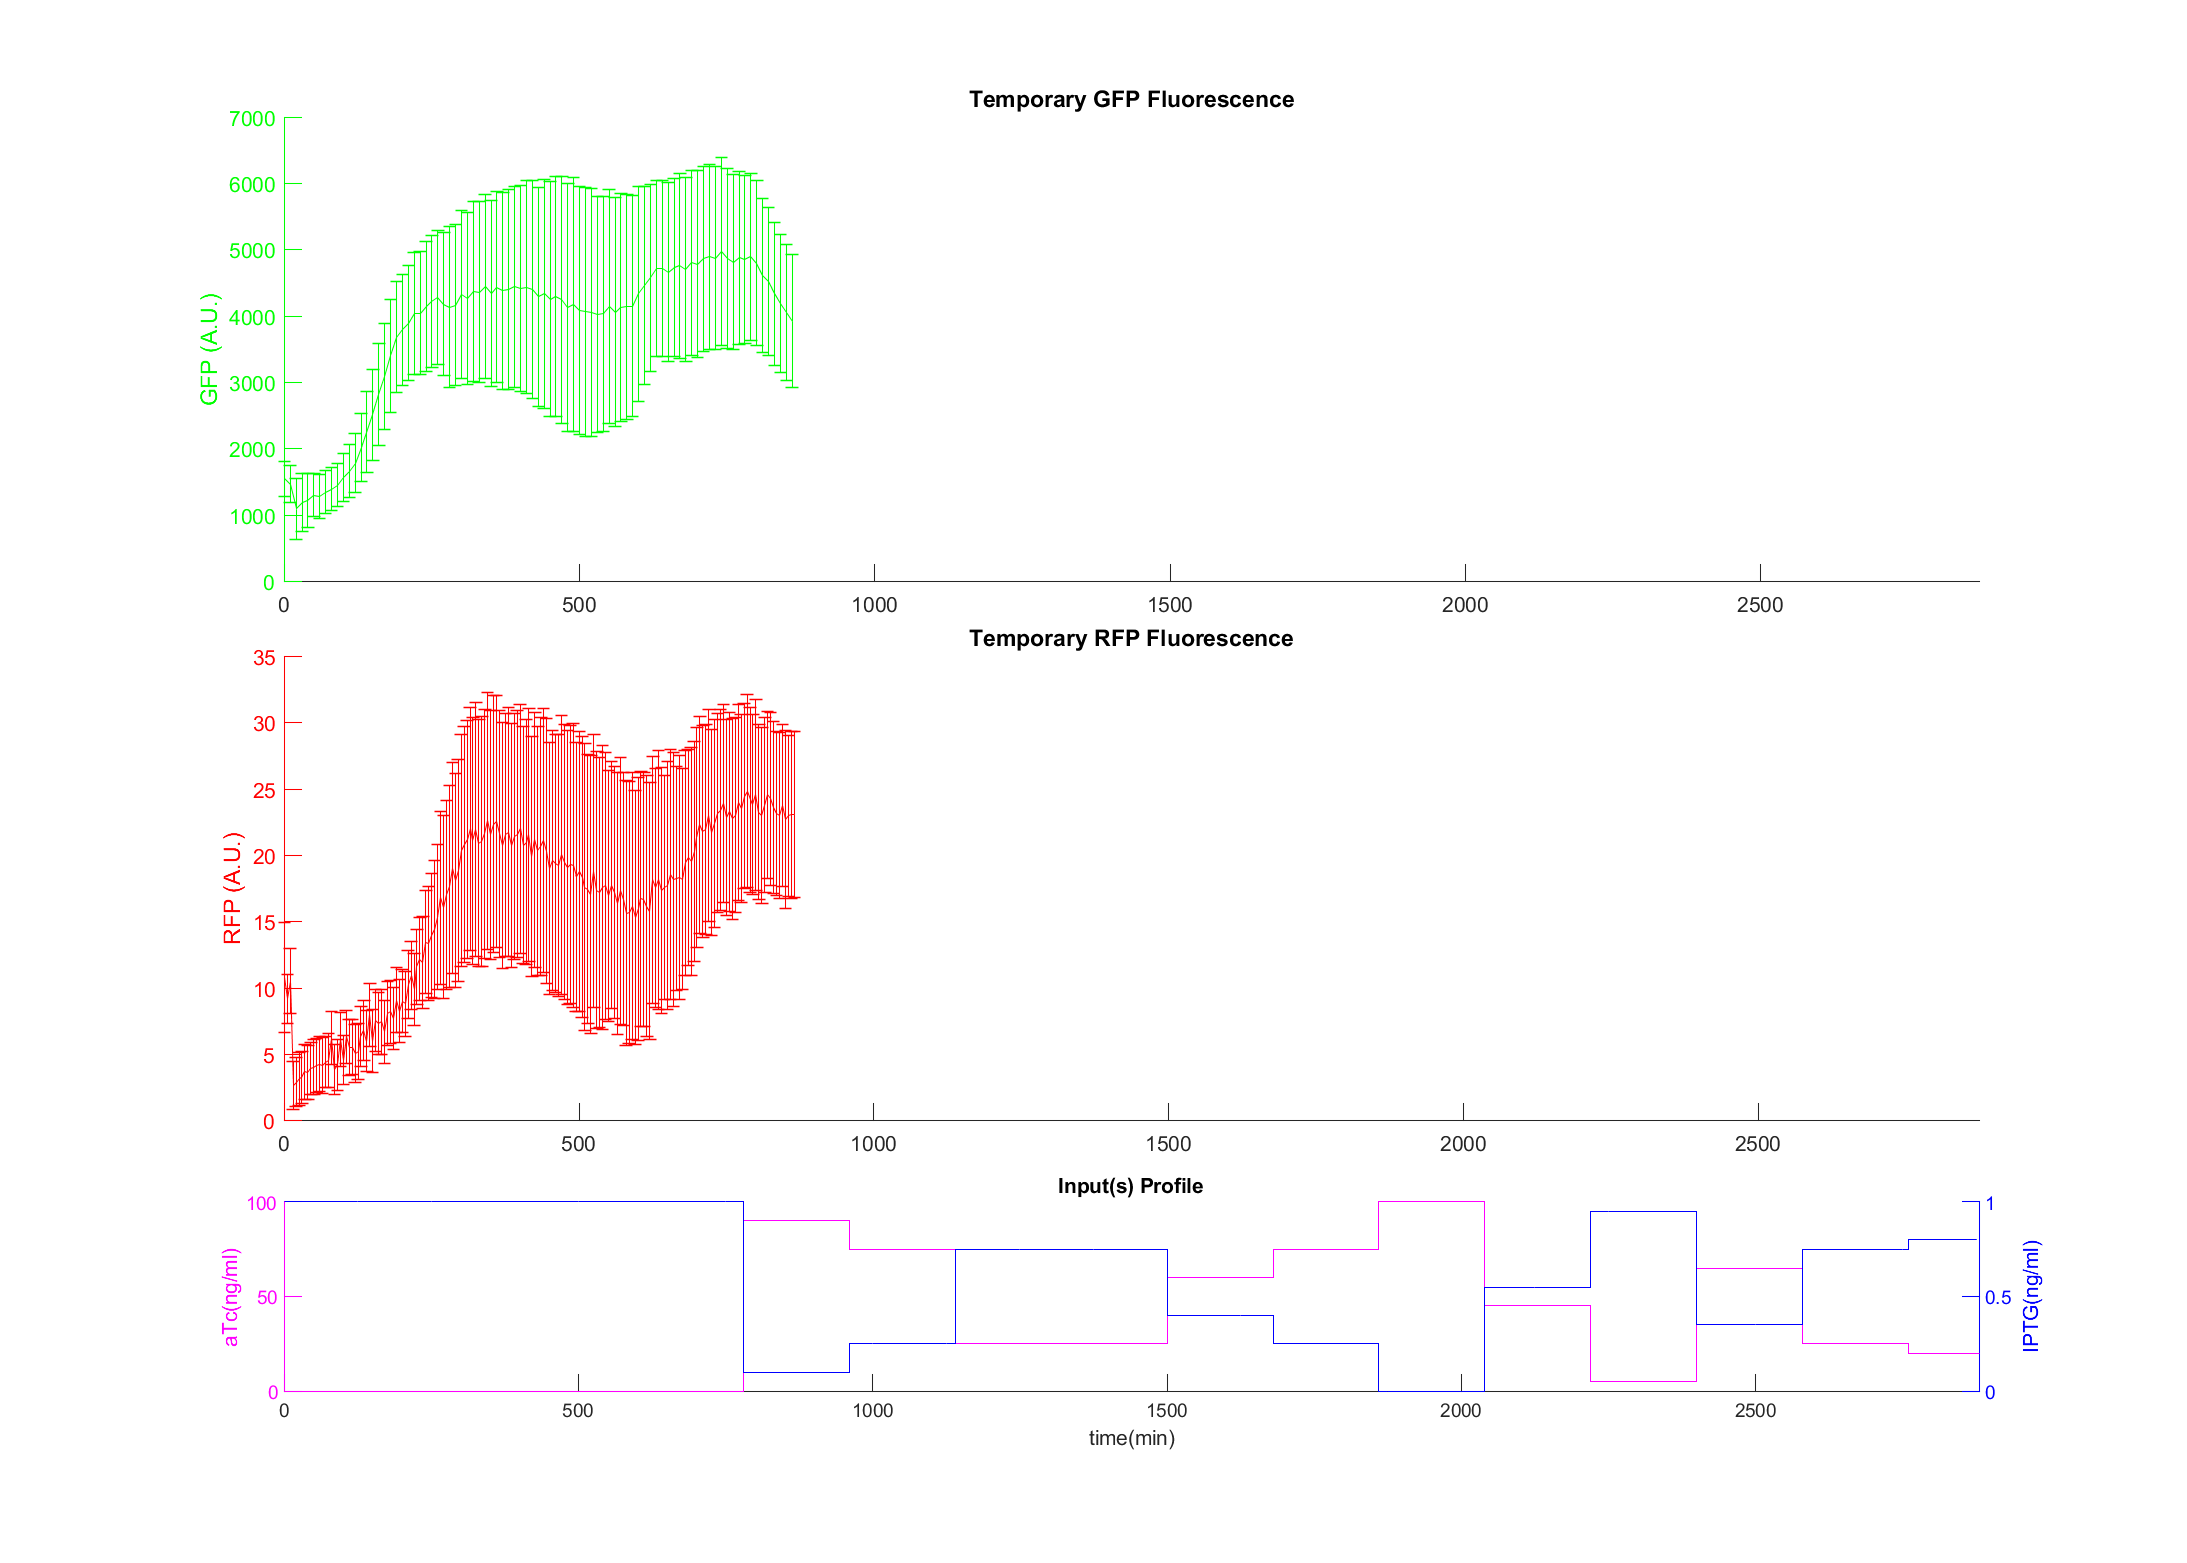 Temporary GFP Fluorescence
7000
6000
5000
4000
3000
2000
1000
0
GFP (A.U.)
0 500 1000 1500 2000 2500
Temporary RFP Fluorescence
35
30
25
20
15
10
5
0
RFP (A.U.)
0 500 1000 1500 2000 2500
Input(s) Profile
100
50
0
aTc(ng/ml)
1
0.5
0
IPTG(ng/ml)
0 500 1000 1500 2000 2500
time(min)